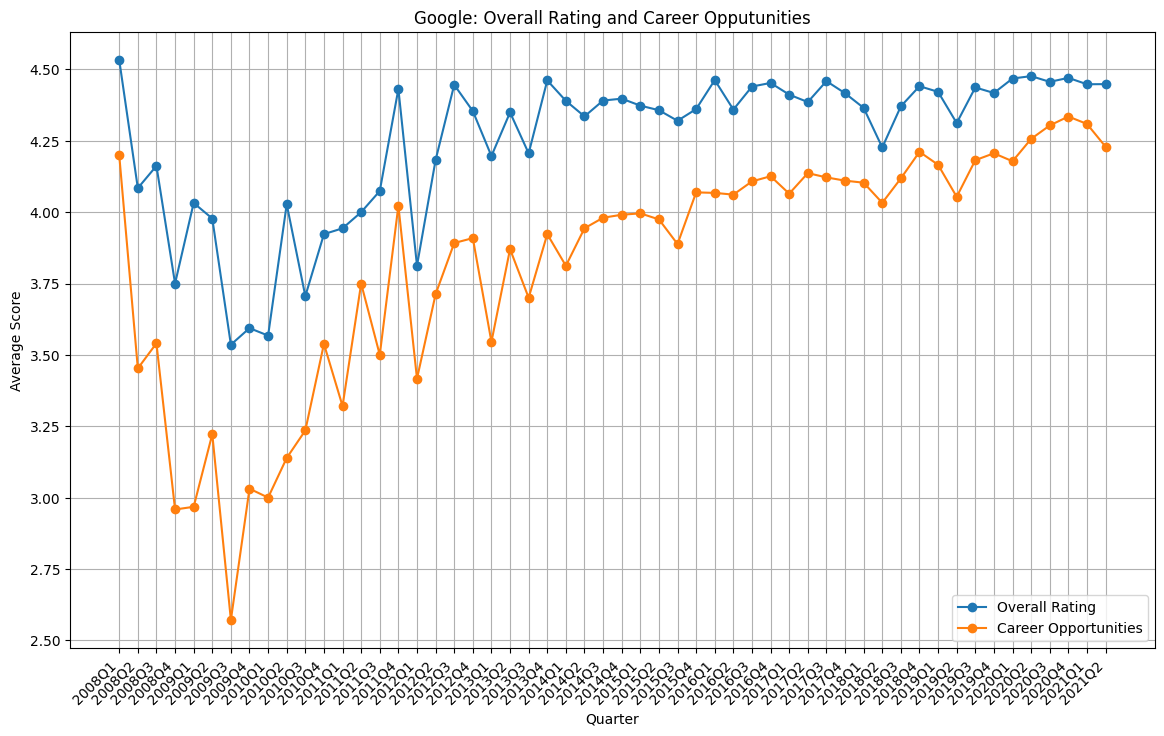 Google: Overall Rating and Career Opputunities
Average Score
4.50
4.25
4.00
3.75
3.50
3.25
3.00
2.75
2.50
Overall Rating
Career Opportunities
2008Q1
2008Q2
2008Q3
2008Q4
2009Q1
2009Q2
2009Q3
2009Q4
2010Q1
2010Q2
2010Q3
2010Q4
2011Q1
2011Q2
2011Q3
2011Q4
2012Q1
2012Q2
2012Q3
2012Q4
2013Q1
2013Q2
2013Q3
2013Q4
2014Q1
2014Q2
2014Q3
2014Q4
2015Q1
2015Q2
2015Q3
2015Q4
2016Q1
2016Q2
2016Q3
2016Q4
2017Q1
2017Q2
2017Q3
2017Q4
2018Q1
2018Q2
2018Q3
2018Q4
2019Q1
2019Q2
2019Q3
2019Q4
2020Q1
2020Q2
2020Q3
2020Q4
2021Q1
2021Q2
Quarter